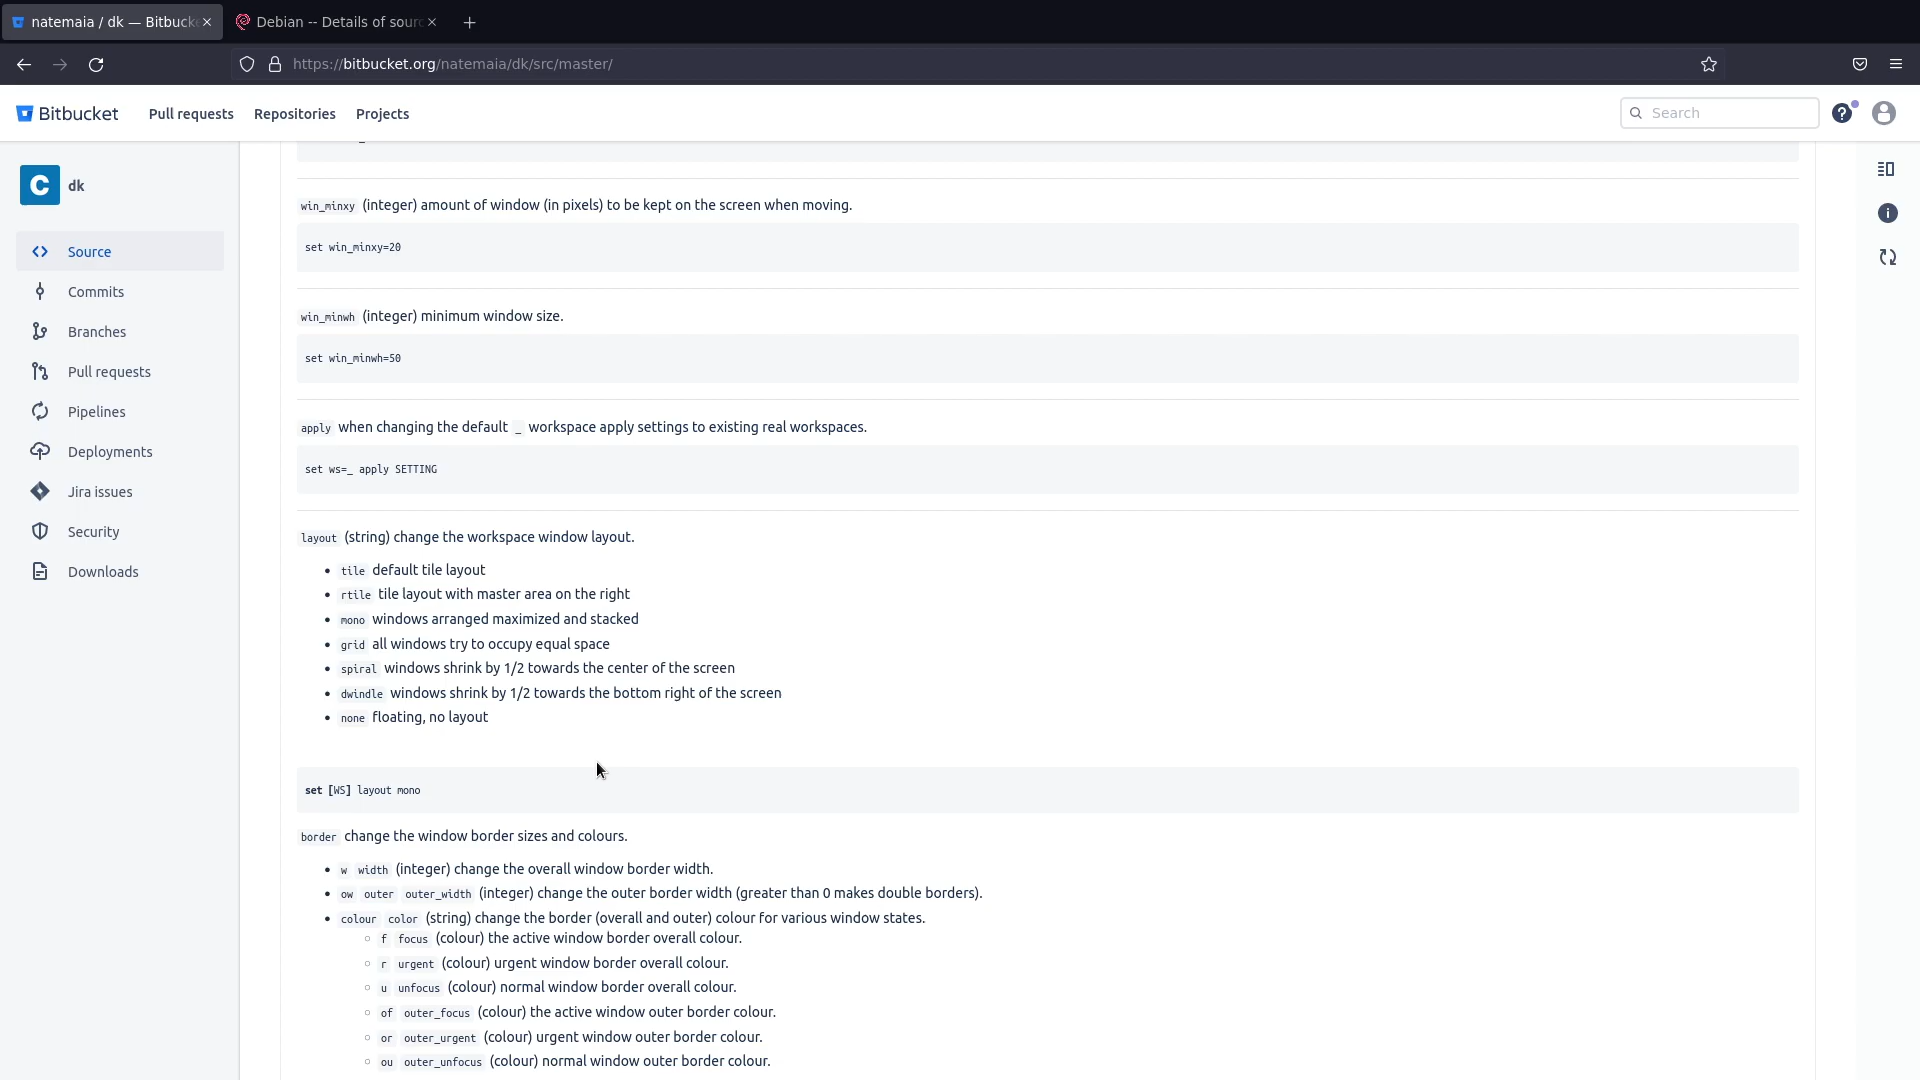 natemaia / dk — Bitbucke
Debian -- Details of sour
https://bitbucket.org/natemaia/dk/src/master/
Bitbucket
Pull requests
Repositories
Projects
Search
C
dk
Source
Commits
Branches
Pull requests
Pipelines
Deployments
Jira issues
Security
Downloads
win_minxy (integer) amount of window (in pixels) to be kept on the screen when moving.
set win_minxy=20
win_minwh (integer) minimum window size.
set win_minwh=50
apply when changing the default _ workspace apply settings to existing real workspaces.
set ws=_ apply SETTING
layout (string) change the workspace window layout.
• tile default tile layout
• rtile tile layout with master area on the right
• mono windows arranged maximized and stacked
• grid all windows try to occupy equal space
• spiral windows shrink by 1/2 towards the center of the screen
• dwindle windows shrink by 1/2 towards the bottom right of the screen
• none floating, no layout
set [WS] layout mono
border change the window border sizes and colours.
• w width (integer) change the overall window border width.
• ow outer outer_width (integer) change the outer border width (greater than 0 makes double borders).
• colour color (string) change the border (overall and outer) colour for various window states.
○ f focus (colour) the active window border overall colour.
○ r urgent (colour) urgent window border overall colour.
○ u unfocus (colour) normal window border overall colour.
○ of outer_focus (colour) the active window outer border colour.
○ or outer_urgent (colour) urgent window outer border colour.
○ ou outer_unfocus (colour) normal window outer border colour.